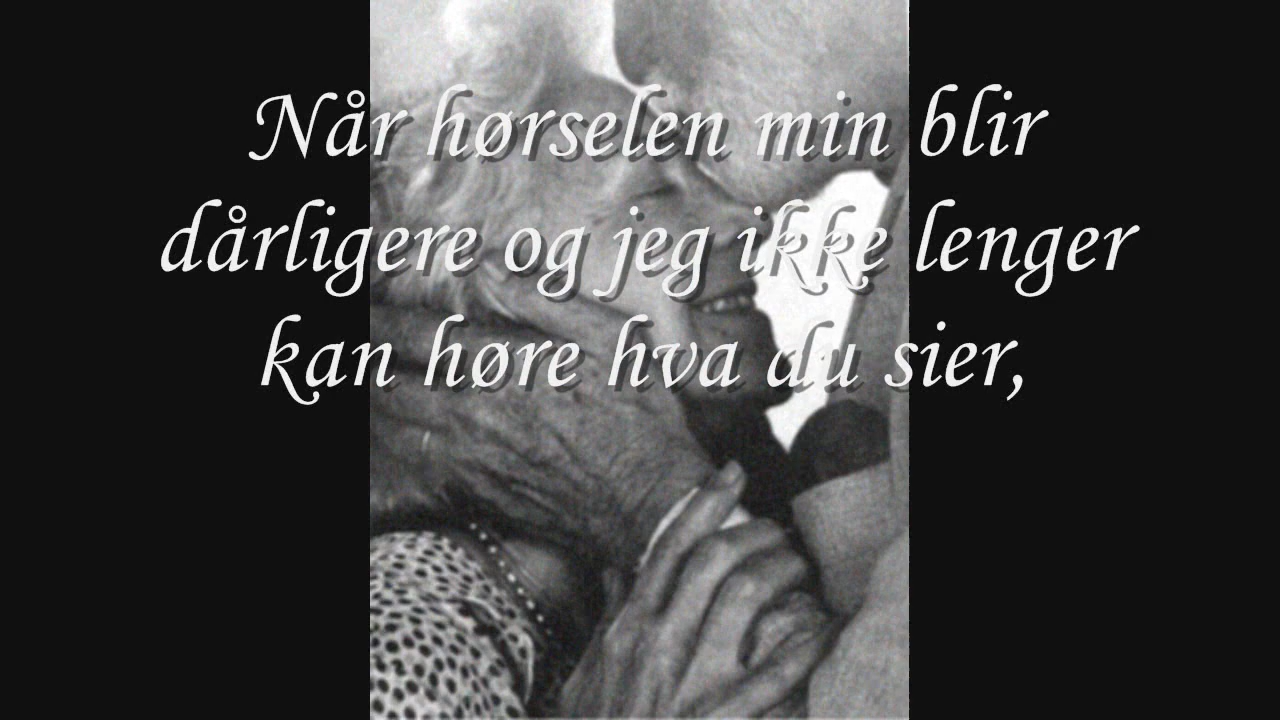 Når hørselen min blir
dårligere og jeg ikke lenger
kan høre hva du sier,